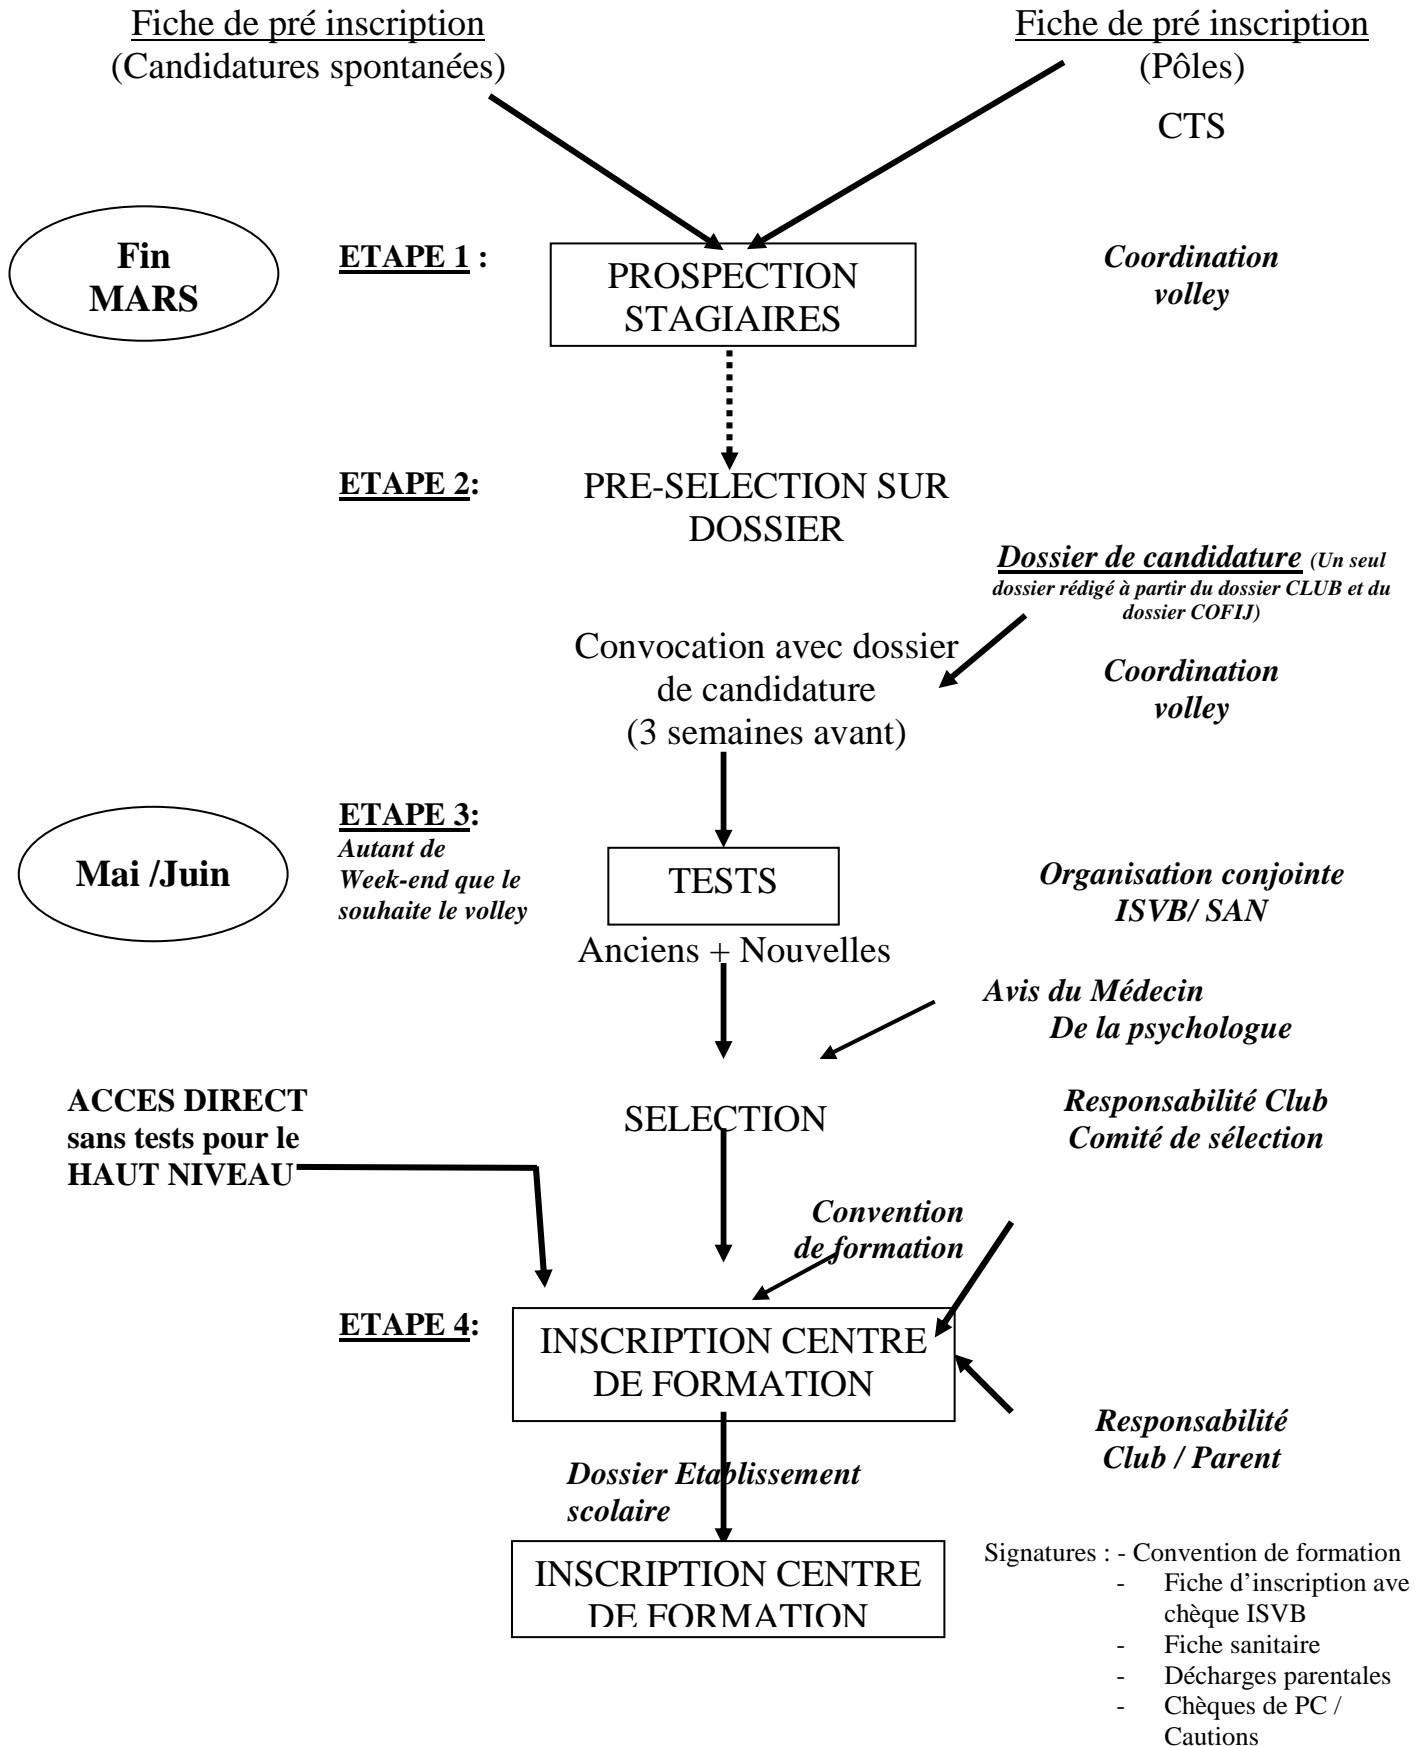 Fiche de pré inscription
(Candidatures spontanées)
Fiche de pré inscription
(Pôles)
CTS
Fin
MARS
ETAPE 1 :
PROSPECTION
STAGIAIRES
Coordination
volley
ETAPE 2:
PRE-SELECTION SUR
DOSSIER
Dossier de candidature (Un seul
dossier rédigé à partir du dossier CLUB et du
dossier COFIJ)
Convocation avec dossier
de candidature
(3 semaines avant)
Coordination
volley
Mai /Juin
ETAPE 3:
Autant de
Week-end que le
souhaite le volley
TESTS
Anciens + Nouvelles
Organisation conjointe
ISVB/ SAN
Avis du Médecin
De la psychologue
ACCES DIRECT
sans tests pour le
HAUT NIVEAU
SELECTION
Responsabilité Club
Comité de sélection
Convention
de formation
ETAPE 4:
INSCRIPTION CENTRE
DE FORMATION
Responsabilité
Club / Parent
Dossier Etablissement
scolaire
INSCRIPTION CENTRE
DE FORMATION
Signatures : - Convention de formation
- Fiche d’inscription ave
chèque ISVB
- Fiche sanitaire
- Décharges parentales
- Chèques de PC /
Cautions